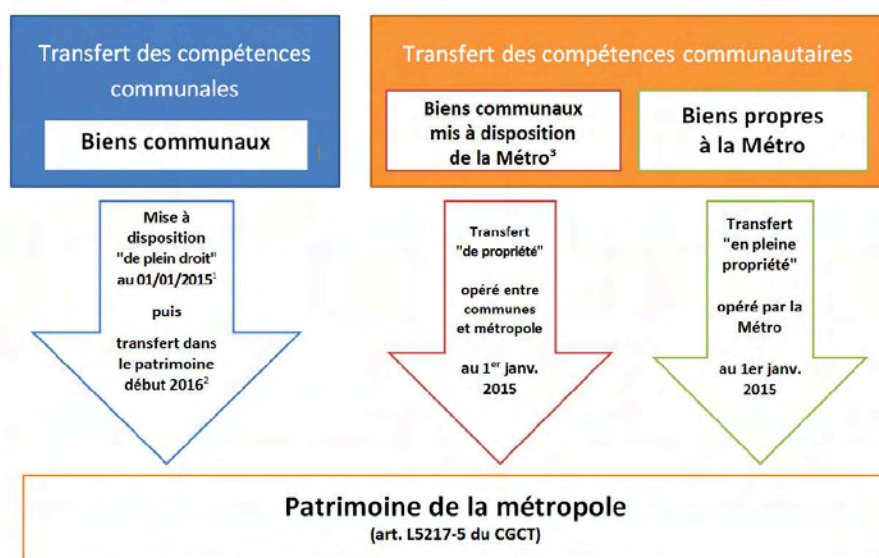 Transfert des compétences
communales
Biens communaux
Transfert des compétences communautaires
Biens communaux
mis à disposition
de la Métro³
Biens propres
à la Métro
Mise à
disposition
"de plein droit"
au 01/01/2015¹
puis
transfert dans
le patrimoine
début 2016²
Transfert
"de propriété"
opéré entre
communes
et métropole
au 1er janv.
2015
Transfert
"en pleine
propriété"
opéré par la
Métro
au 1er janv.
2015
Patrimoine de la métropole
(art. L5217-5 du CGCT)